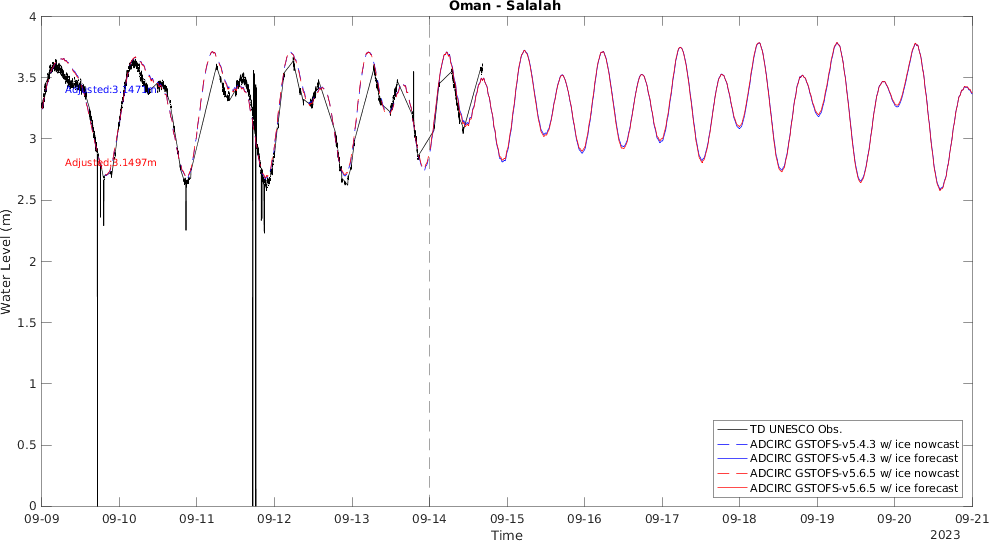 Oman - Salalah
4
3.5
3
2.5
2
1.5
1
0.5
0
Water Level (m)
Adjusted:3.1497m
TD UNESCO Obs.
ADCIRC GSTOFS-v5.4.3 w/ ice nowcast
ADCIRC GSTOFS-v5.4.3 w/ ice forecast
ADCIRC GSTOFS-v5.6.5 w/ ice nowcast
ADCIRC GSTOFS-v5.6.5 w/ ice forecast
09-09 09-10 09-11 09-12 09-13 09-14 09-15 09-16 09-17 09-18 09-19 09-20 09-21
Time
2023